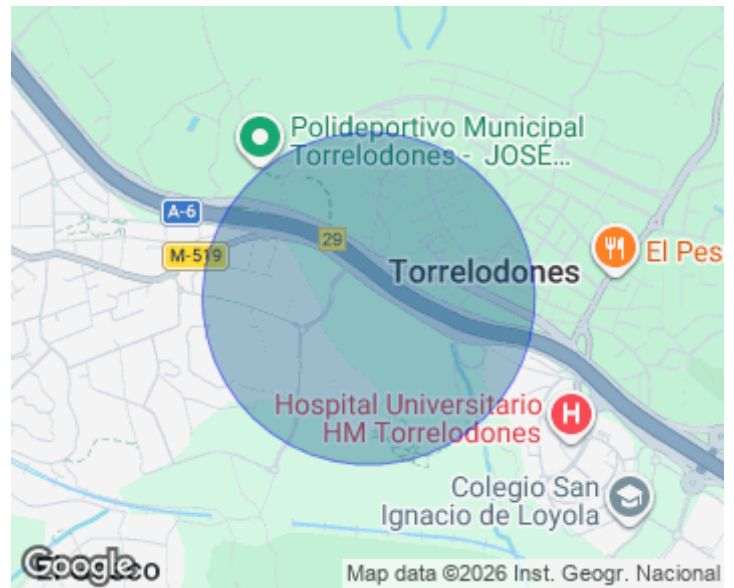 Polideportivo Municipal
Torrelodones - JOSÉ...
A-6
29
M-519
Torrelodones
El Pes
Hospital Universitario
HM Torrelodones
H
Colegio San
Ignacio de Loyola
Google
co
Map data ©2026 Inst. Geogr. Nacional